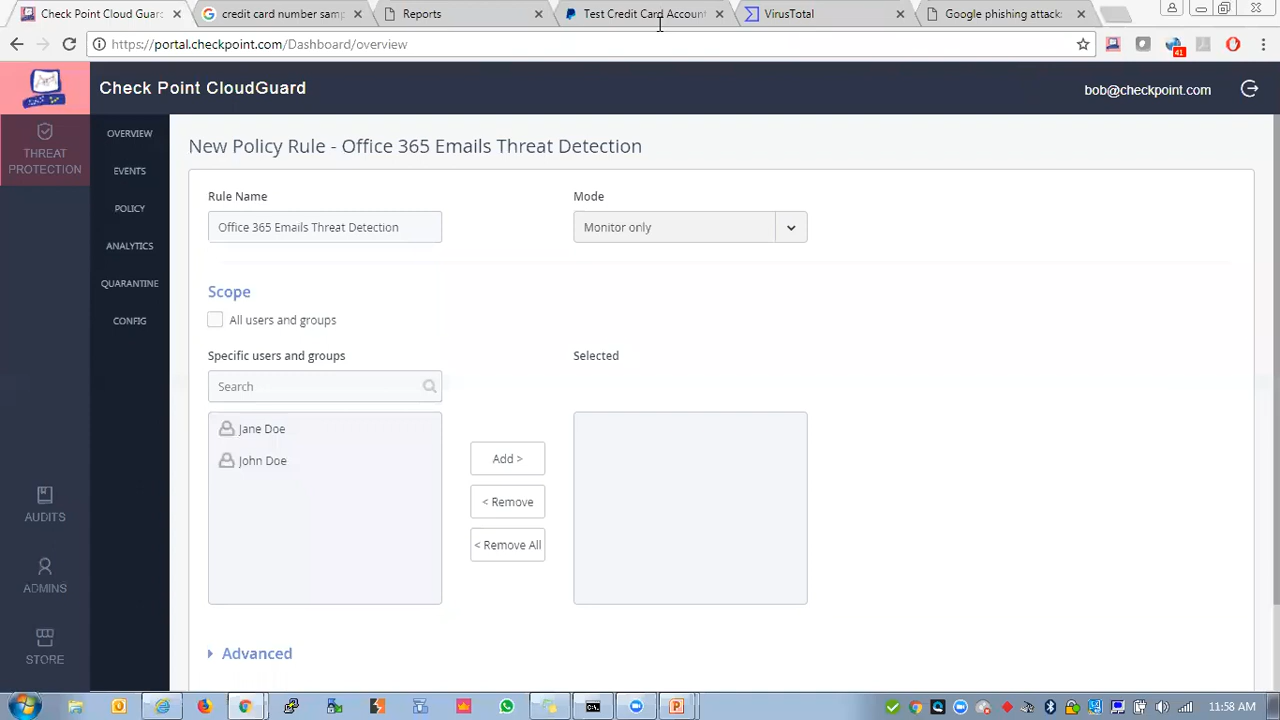 Check Point Cloud Guard
credit card number samp
Reports
Test Credit Card Account
VirusTotal
Google phishing attack
https://portal.checkpoint.com/Dashboard/overview
41
Check Point CloudGuard
bob@checkpoint.com
THREAT
PROTECTION
AUDITS
ADMINS
STORE
OVERVIEW
EVENTS
POLICY
ANALYTICS
QUARANTINE
CONFIG
New Policy Rule - Office 365 Emails Threat Detection
Rule Name
Mode
Office 365 Emails Threat Detection
Monitor only
Scope
All users and groups
Specific users and groups
Selected
Search
Jane Doe
John Doe
Add >
< Remove
< Remove All
Advanced
11:58 AM